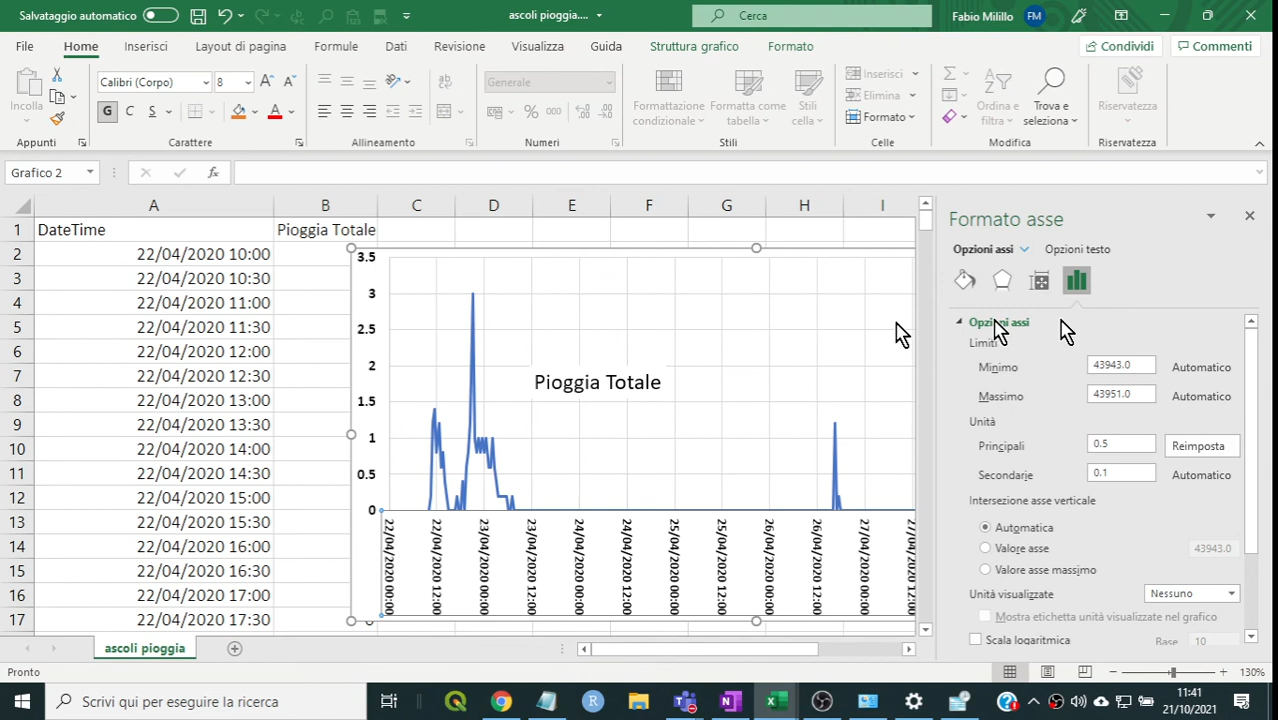 Salvataggio automatico
ascoli pioggia....
Cerca
Fabio Milillo
FM
File Home Inserisci Layout di pagina Formule Dati Revisione Visualizza Guida Struttura grafico Formato Condividi Commenti
Incolla
Calibri (Corpo) 8
Generale
G C S
% 000
Formattazione condizionale
Formatta come tabella
Stili cella
Inserisci
Elimina
Formato
Ordina e filtra
Trova e seleziona
Riservatezza
Appunti Carattere Allineamento Numeri Stili Celle Modifica Riservatezza
Grafico 2
fx
A B C D E F G H I
1 DateTime Pioggia Totale
2 22/04/2020 10:00
3 22/04/2020 10:30
4 22/04/2020 11:00
5 22/04/2020 11:30
6 22/04/2020 12:00
7 22/04/2020 12:30
8 22/04/2020 13:00
9 22/04/2020 13:30
10 22/04/2020 14:00
11 22/04/2020 14:30
12 22/04/2020 15:00
13 22/04/2020 15:30
14 22/04/2020 16:00
15 22/04/2020 16:30
16 22/04/2020 17:00
17 22/04/2020 17:30
3.5
3
2.5
2
1.5
1
0.5
0
Pioggia Totale
22/04/2020 00:00
22/04/2020 12:00
23/04/2020 00:00
23/04/2020 12:00
24/04/2020 00:00
24/04/2020 12:00
25/04/2020 00:00
25/04/2020 12:00
26/04/2020 00:00
26/04/2020 12:00
27/04/2020 00:00
27/04/2020 12:00
Formato asse
Opzioni assi Opzioni testo
Opzioni assi
Limiti
Minimo 43943.0 Automatico
Massimo 43951.0 Automatico
Unità
Principali 0.5 Reimposta
Secondarie 0.1 Automatico
Intersezione asse verticale
Automatica
Valore asse 43943.0
Valore asse massimo
Unità visualizzate Nessuno
Mostra etichetta unità visualizzate nel grafico
Scala logaritmica Base 10
ascoli pioggia
Pronto
130%
Scrivi qui per eseguire la ricerca
11:41
21/10/2021